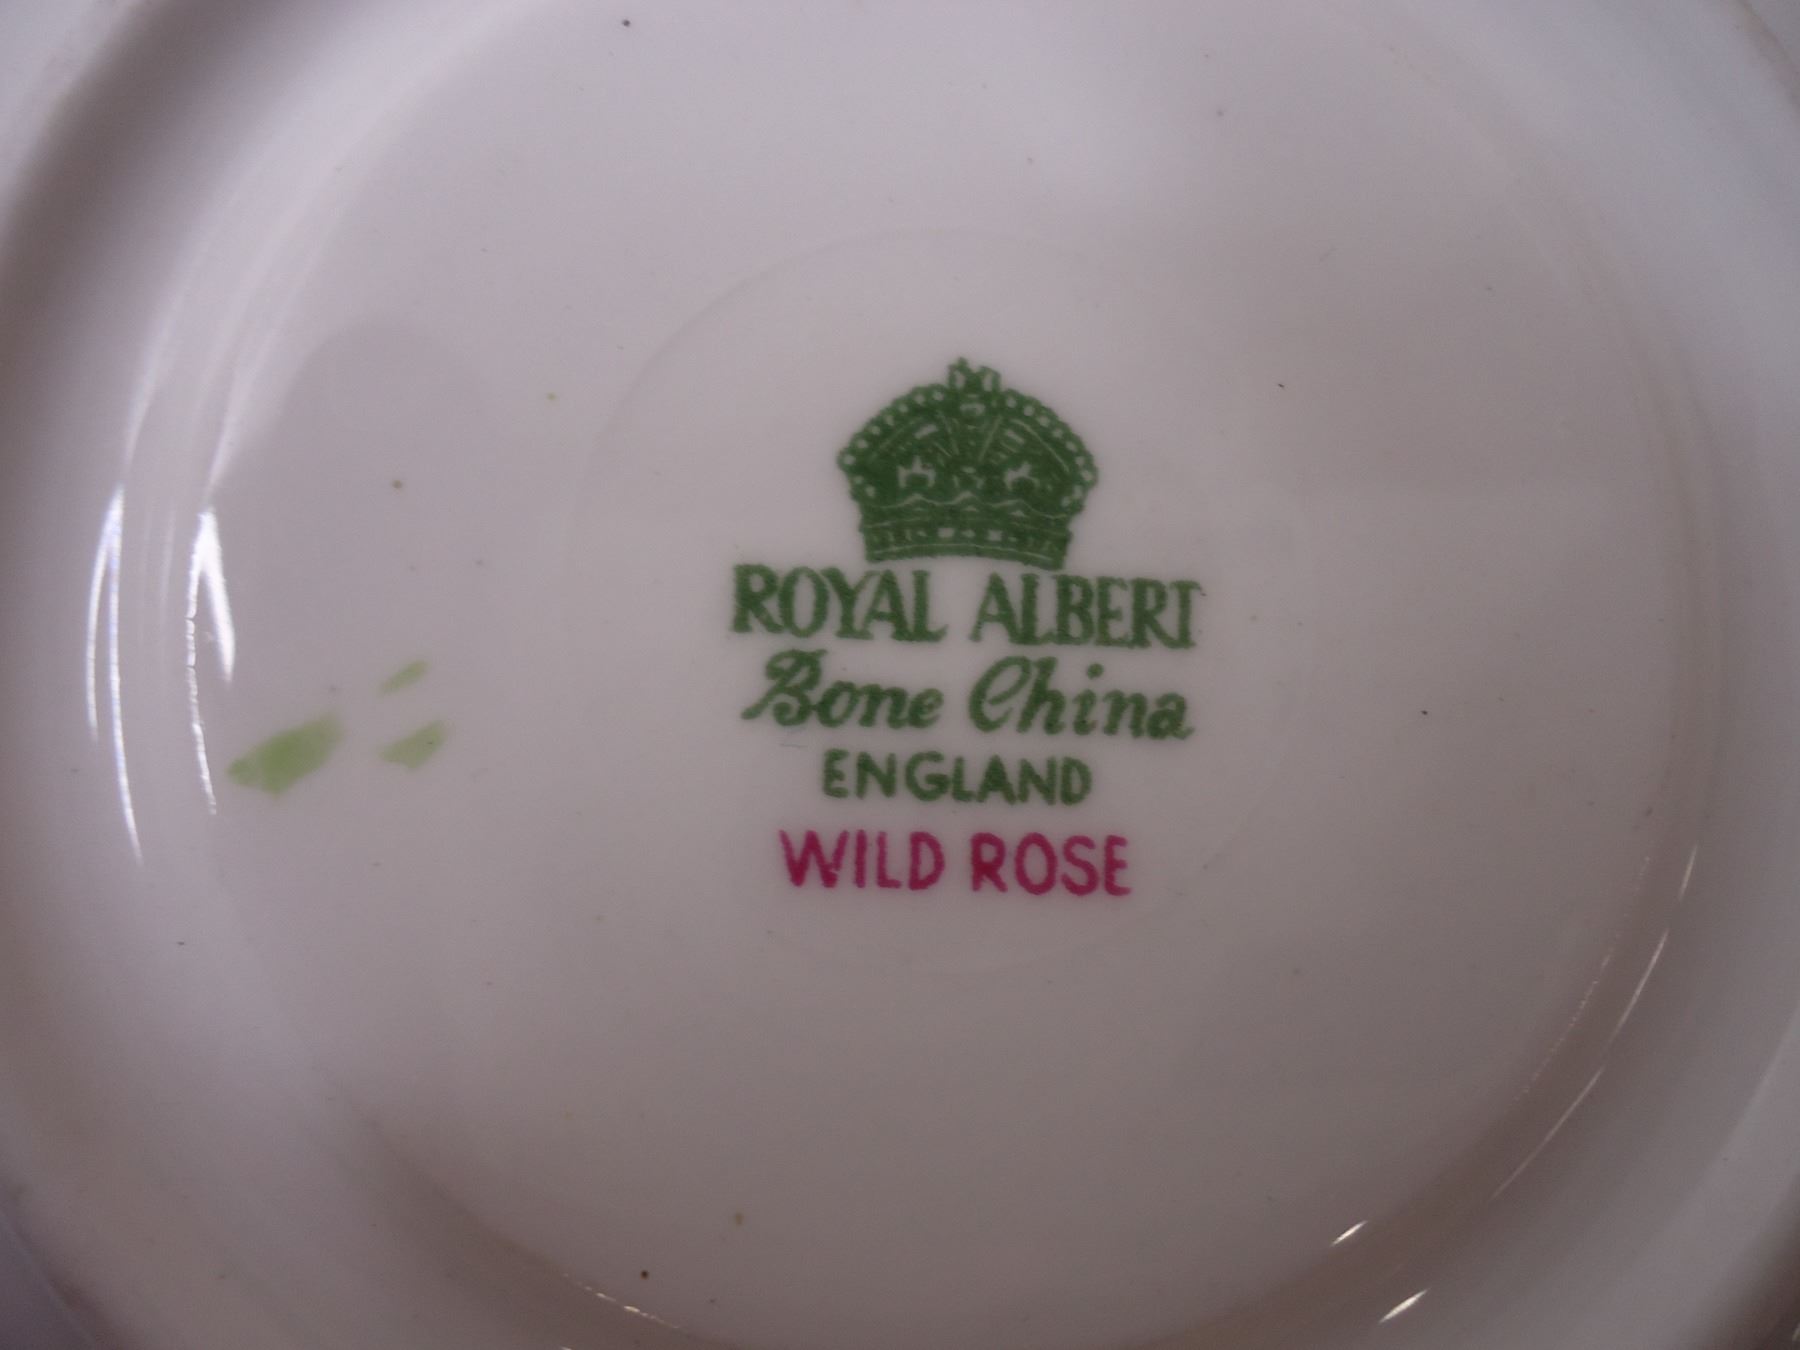 ROYAL ALBERT
Bone China
ENGLAND
WILD ROSE